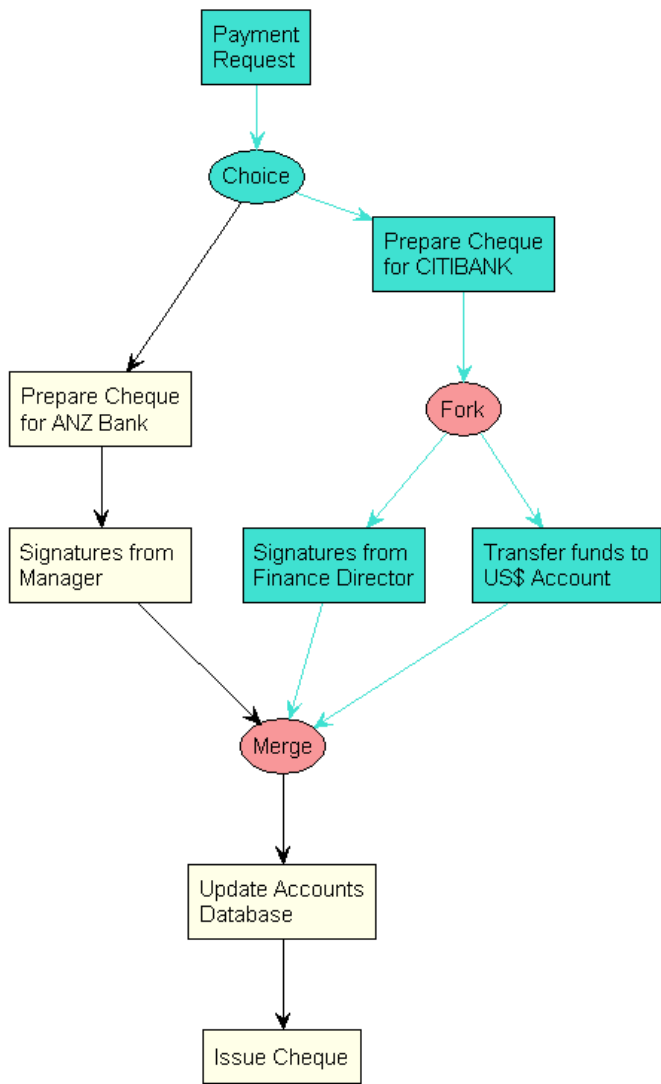 Payment
Request
Choice
Prepare Cheque
for CITIBANK
Prepare Cheque
for ANZ Bank
Fork
Signatures from
Manager
Signatures from
Finance Director
Transfer funds to
US$ Account
Merge
Update Accounts
Database
Issue Cheque